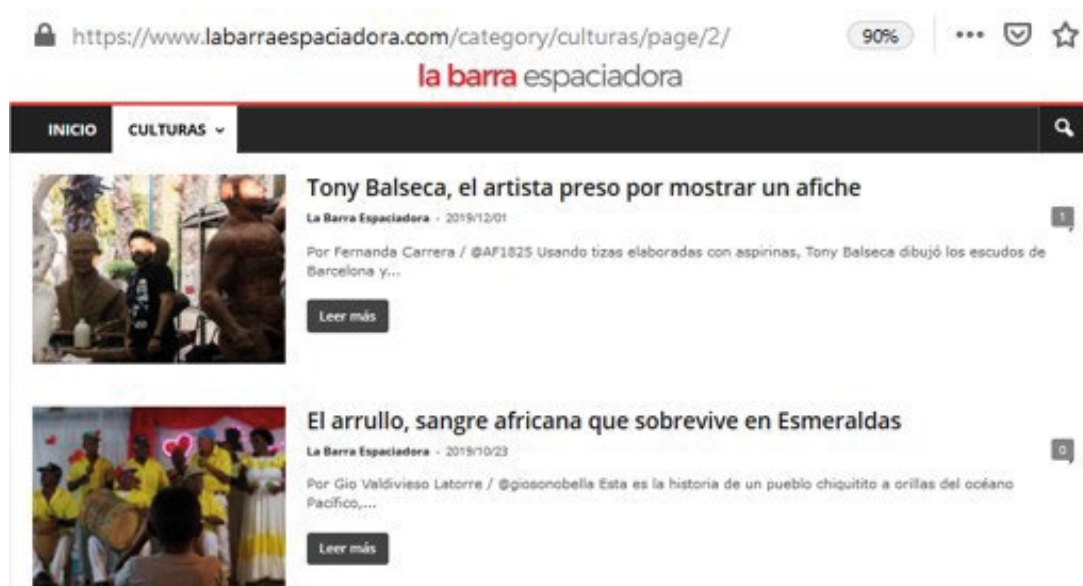 https://www.labarraespaciadora.com/category/culturas/page/2/ 90%
la barra espaciadora
INICIO CULTURAS
Tony Balseca, el artista preso por mostrar un afiche
La Barra Espaciadora - 2019/12/01
1
Por Fernanda Carrera / @AF1825 Usando tizas elaboradas con aspirinas, Tony Balseca dibujó los escudos de
Barcelona y...
Leer más
El arrullo, sangre africana que sobrevive en Esmeraldas
La Barra Espaciadora - 2019/10/23
0
Por Gio Valdivieso Latorre / @giosonobella Esta es la historia de un pueblo chiquitito a orillas del océano
Pacífico,...
Leer más